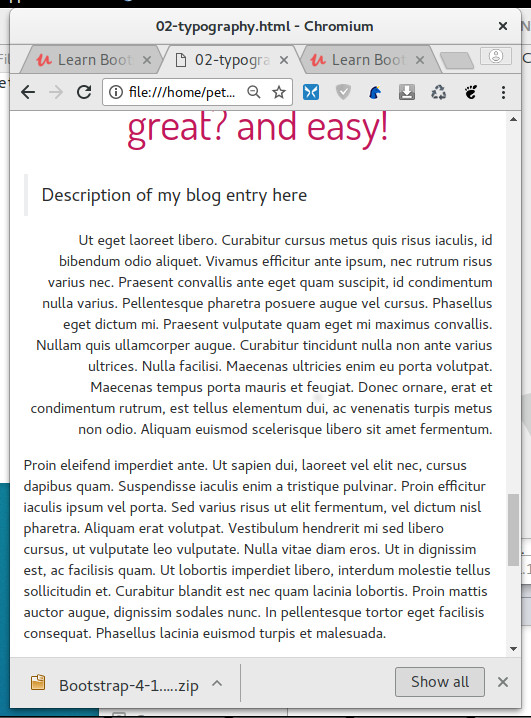 02-typography.html - Chromium
Learn Boot
02-typogra
Learn Boot
file:///home/pet...
great? and easy!
Description of my blog entry here
Ut eget laoreet libero. Curabitur cursus metus quis risus iaculis, id
bibendum odio aliquet. Vivamus efficitur ante ipsum, nec rutrum risus
varius nec. Praesent convallis ante eget quam suscipit, id condimentum
nulla varius. Pellentesque pharetra posuere augue vel cursus. Phasellus
eget dictum mi. Praesent vulputate quam eget mi maximus convallis.
Nullam quis ullamcorper augue. Curabitur tincidunt nulla non ante varius
ultrices. Nulla facilisi. Maecenas ultricies enim eu porta volutpat.
Maecenas tempus porta mauris et feugiat. Donec ornare, erat et
condimentum rutrum, est tellus elementum dui, ac venenatis turpis metus
non odio. Aliquam euismod scelerisque libero sit amet fermentum.
Proin eleifend imperdiet ante. Ut sapien dui, laoreet vel elit nec, cursus
dapibus quam. Suspendisse iaculis enim a tristique pulvinar. Proin efficitur
iaculis ipsum vel porta. Sed varius risus ut elit fermentum, vel dictum nisl
pharetra. Aliquam erat volutpat. Vestibulum hendrerit mi sed libero
cursus, ut vulputate leo vulputate. Nulla vitae diam eros. Ut in dignissim
est, ac facilisis quam. Ut lobortis imperdiet libero, interdum molestie tellus
sollicitudin et. Curabitur blandit est nec quam lacinia lobortis. Proin mattis
auctor augue, dignissim sodales nunc. In pellentesque tortor eget facilisis
consequat. Phasellus lacinia euismod turpis et malesuada.
Bootstrap-4-1.....zip
Show all